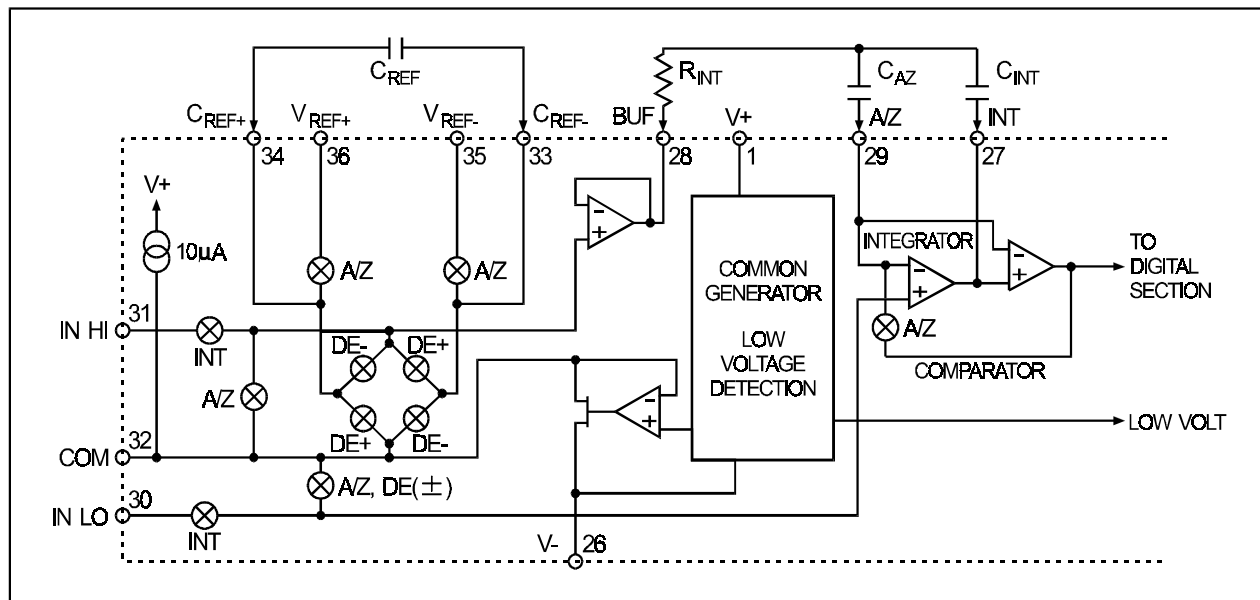 C_REF
R_INT
C_AZ
C_INT
C_REF+
V_REF+
V_REF-
C_REF-
BUF
V+
A/Z
INT
34
36
35
33
28
1
29
27
V+
10µA
A/Z
A/Z
-
+
INTEGRATOR
-
+
-
+
TO
DIGITAL
SECTION
COMMON
GENERATOR
LOW
VOLTAGE
DETECTION
31
IN HI
INT
DE-
DE+
A/Z
COMPARATOR
A/Z
DE+
DE-
-
+
LOW VOLT
32
COM
A/Z, DE(±)
30
IN LO
INT
V-
26